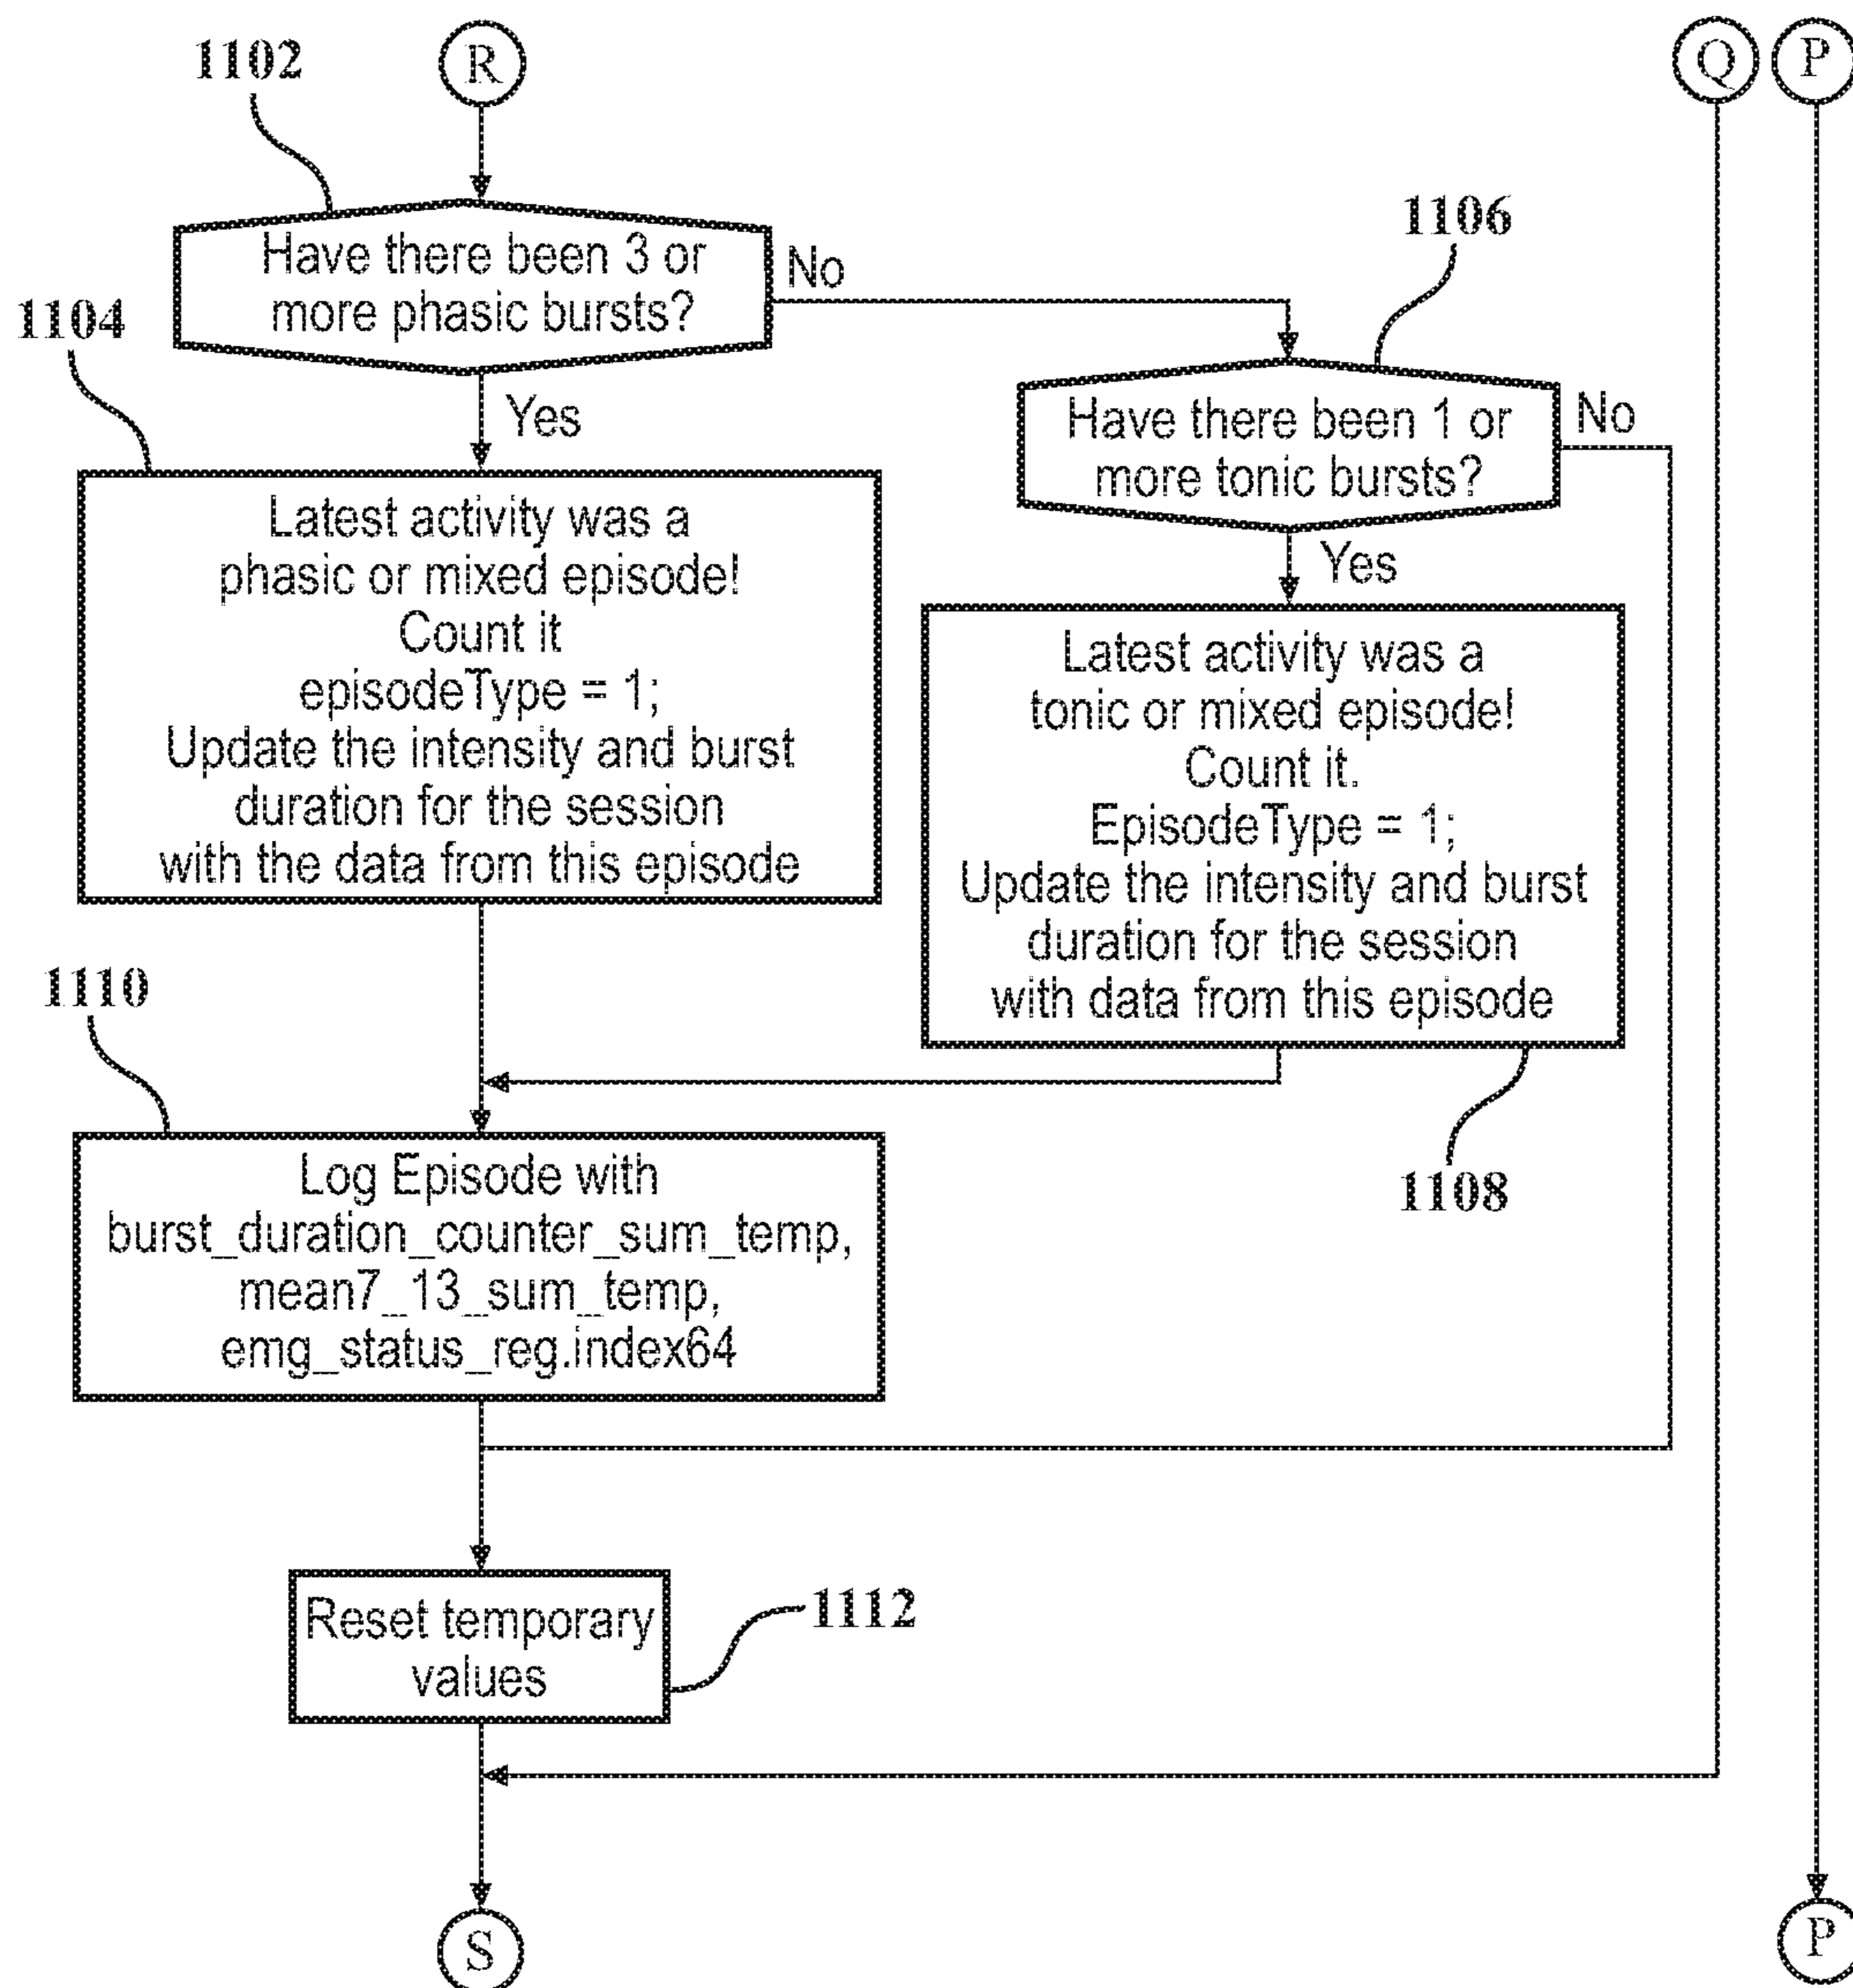 1102
R
Q
P
Have there been 3 or
more phasic bursts?
No
1106
1104
Yes
Have there been 1 or
more tonic bursts?
No
Latest activity was a
phasic or mixed episode!
Count it
episodeType = 1;
Update the intensity and burst
duration for the session
with the data from this episode
Yes
Latest activity was a
tonic or mixed episode!
Count it.
EpisodeType = 1;
Update the intensity and burst
duration for the session
with data from this episode
1110
1108
Log Episode with
burst_duration_counter_sum_temp,
mean7_13_sum_temp,
emg_status_reg.index64
Reset temporary
values
1112
S
P